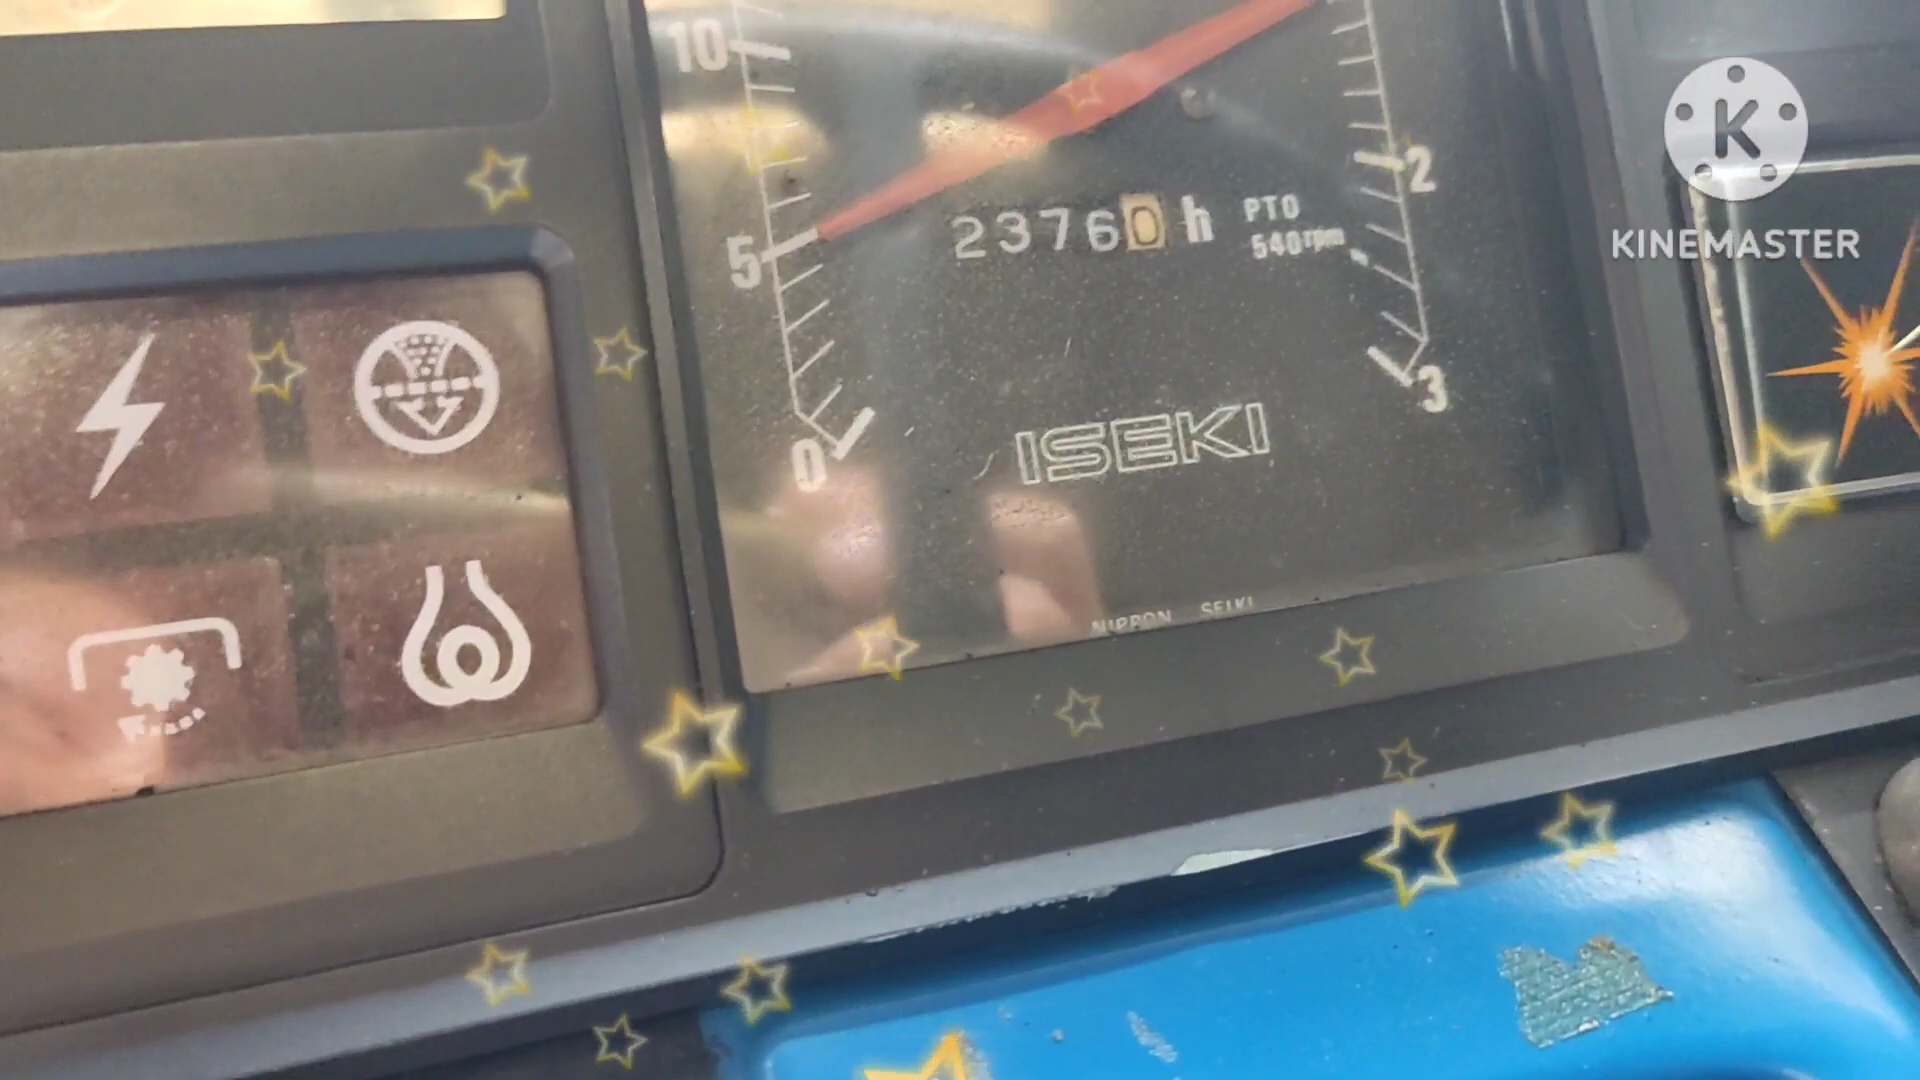 10
2
5
23760 h
PTO
540rpm
3
0
ISEKI
NIPPON SEIKI
K
KINEMASTER